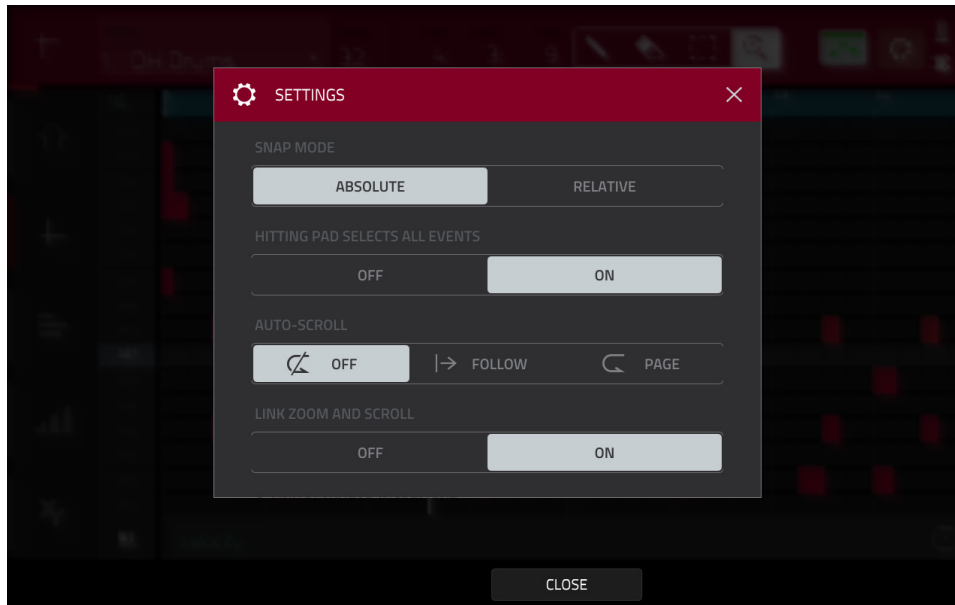 SETTINGS
SNAP MODE
ABSOLUTE RELATIVE
HITTING PAD SELECTS ALL EVENTS
OFF ON
AUTO-SCROLL
OFF FOLLOW PAGE
LINK ZOOM AND SCROLL
OFF ON
CLOSE